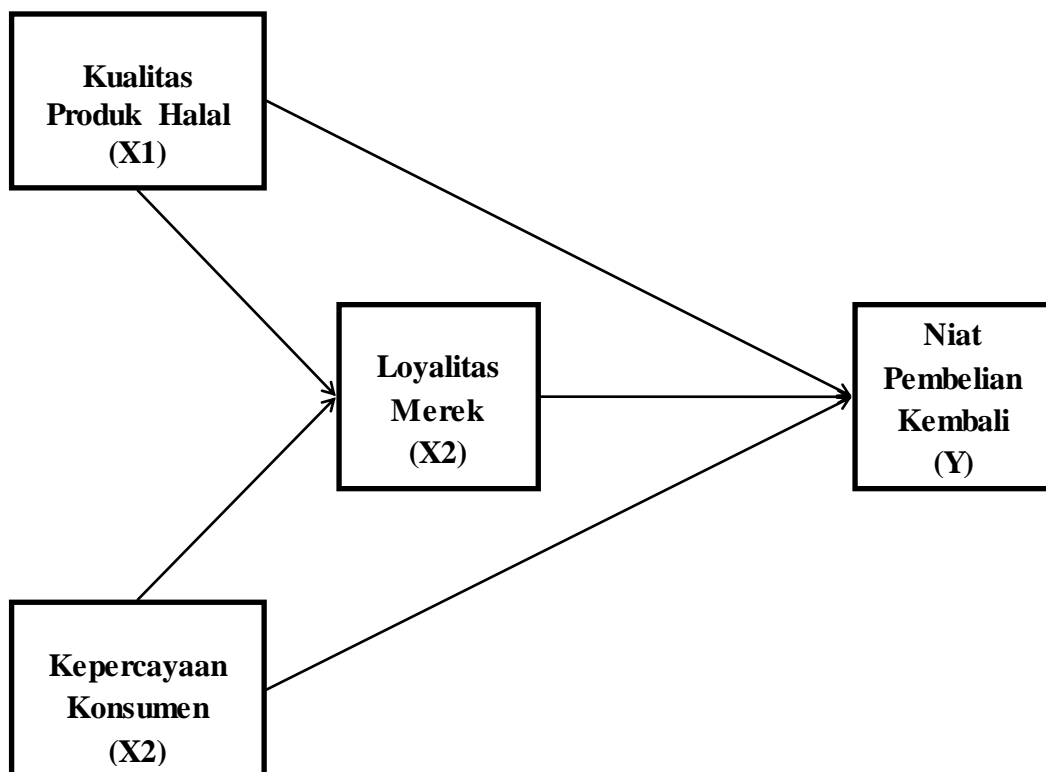 Kualitas
Produk Halal
(X1)
Loyalitas
Merek
(X2)
Niat
Pembelian
Kembali
(Y)
Kepercayaan
Konsumen
(X2)